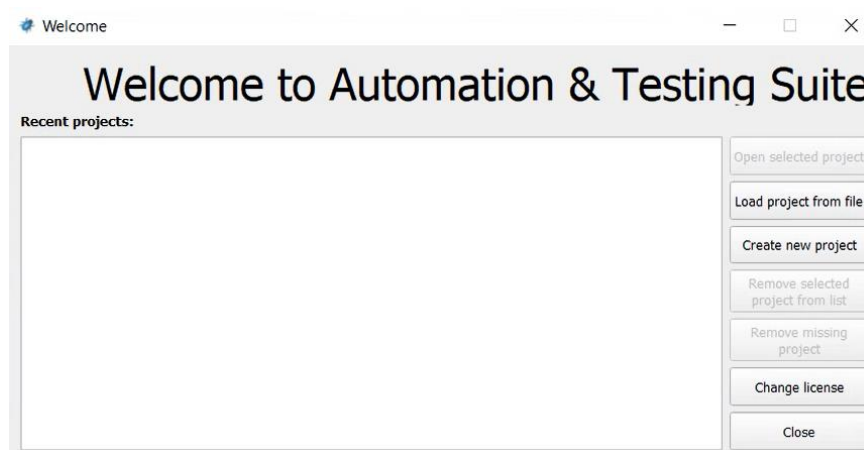 Welcome
Welcome to Automation & Testing Suite
Recent projects:
Open selected project
Load project from file
Create new project
Remove selected
project from list
Remove missing
project
Change license
Close